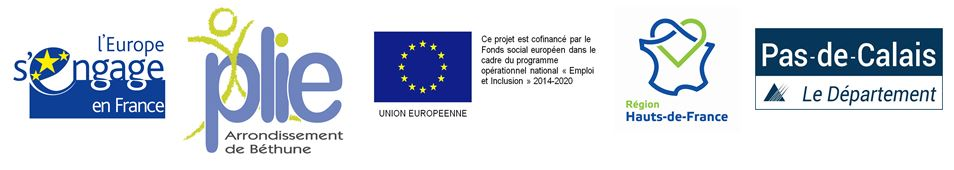 l'Europe
s'engage
en France
plie
Arrondissement
de Béthune
UNION EUROPEENNE
Ce projet est cofinancé par le
Fonds social européen dans le
cadre du programme
opérationnel national « Emploi
et Inclusion » 2014-2020
Région
Hauts-de-France
Pas-de-Calais
Le Département